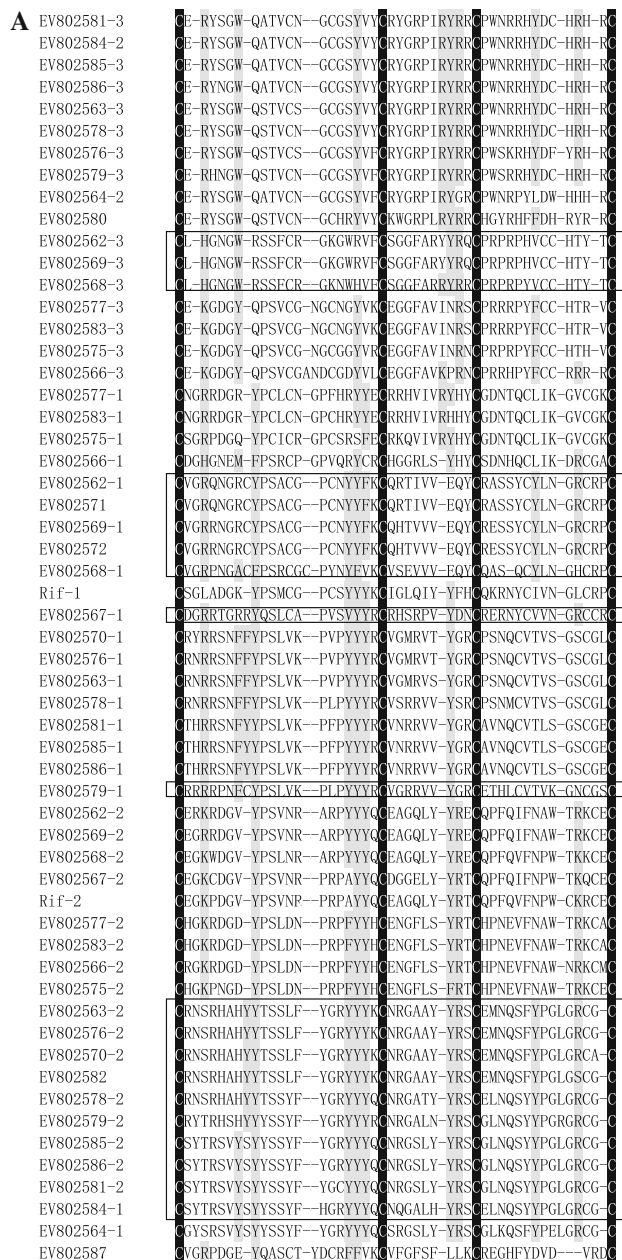 A
EV802581-3 CE-RYSGW-QATVCN--GCGSYVYCRYGRPIRYRRCPWNRRHYDC-HRH-RC
EV802584-2 CE-RYSGW-QATVCN--GCGSYVYCRYGRPIRYRRCPWNRRHYDC-HRH-RC
EV802585-3 CE-RYSGW-QATVCN--GCGSYVYCRYGRPIRYRRCPWNRRHYDC-HRH-RC
EV802586-3 CE-RYNGW-QATVCN--GCGSYVYCRYGRPIRYRRCPWNRRHYDC-HRH-RC
EV802563-3 CE-RYSGW-QSTVCS-GCGSYVFCRYGRPIRYRRCPWNRRHYDC-HRH-RC
EV802578-3 CE-RYSGW-QSTVCN--GCGSYVFCRYGRPIRYRRCPWNRRHYDC-HRH-RC
EV802576-3 CE-RYSGW-QSTVCS--GCGSYVFCRYGRPIRYRRCPWSKRHYDF-YRH-RC
EV802579-3 CE-RHNGW-QSTVCN--GCGSYVFCRYGRPIRYRRCPWSRRHYDC-HRH-RC
EV802564-2 CE-RYSGW-QATVCN--GCGSYVFCRYGRPIRYGRCPWNRPYLDW-HHH-RC
EV802580 CE-RYSGW-QSTVCN--GCHRYVYCKWGRPLRYRRCHGYRHFFDH-RYR-RC
EV802562-3 CL-HGNGW-RSSFCR--GKGWRVFCSGGFARYYRQCPRPRPHVCC-HTY-TC
EV802569-3 CL-HGNGW-RSSFCR--GKGWRVFCSGGFARYYRQCPRPRPHVCC-HTY-TC
EV802568-3 CL-HGNGW-RSSFCR--GKNWHVFCSGGFARRYRRCPRPRPYVCC-HTY-TC
EV802577-3 CE-KGDGY-QPSVCG-NGCNGYVKCEGGFAVINRSCPRRRPYFCC-HTR-VC
EV802583-3 CE-KGDGY-QPSVCG-NGCNGYVKCEGGFAVINRSCPRRRPYFCC-HTR-VC
EV802575-3 CE-KGDGY-QPSVCG-NGCGGYVRCEGGFAVINRNCPRPRRPYFCC-HTH-VC
EV802566-3 CE-KGDGY-QPSVCGANDCGDYVLCEGGFAVKPRNCPRRHPYFCC-RRR-RC
EV802577-1 CNGRRDGR-YPCLCN-GPFHRYYECRRHVIVRYHYCGDNTQCLIK-GVCGKC
EV802583-1 CNGRRDGR-YPCLCN-GPCHRYYECRRHVIVRHHYCGDNTQCLIK-GVCGKC
EV802575-1 CSGRPDGQ-YPCICR-GPCSRSFECRKQVIVRYHYCGDNTQCLIK-GVCGKC
EV802566-1 CDGHGNEM-FPSRCP-GPVQRYCRCHGGRLS-YHYCSDNHQCLIK-DRCGAC
EV802562-1 CVGRQNGRCYPSACG--PCNYYFKCQRTIVV-EQYCRASSYCYLN-GRCRPC
EV802571 CVGRQNGRCYPSACG--PCNYYFKCQRTIVV-EQYCRASSYCYLN-GRCRPC
EV802569-1 CVGRRNGRCYPSACG--PCNYYFKCQHTVVV-EQYCRESSYCYLN-GRCRPC
EV802572 CVGRRNGRCYPSACG--PCNYYFKCQHTVVV-EQYCRESSYCYLN-GRCRPC
EV802568-1 CVGRPNGACFPSRCGC-PYNYFVKCVSEVVV-EFQYCQAS-QCYLN-GHCRPC
Rif-1 CSGLADGK-YPSMCG--PCSYYYKCIGLQIY-YFHCQKRNYCIVN-GLCRPC
EV802567-1 CDGRRTGRRYQSLCA--PVSVYYRCRHSRPV-YDNCRERNYCVVN-GRCCRC
EV802570-1 CRYRRSNFFYPSLVK--PVPYYYRCVGMRVT-YGRCPSNQCVTVS-GSCGLC
EV802576-1 CRNRRSNFFYPSLVK--PVPYYYRCVGMRVT-YGRCPSNQCVTVS-GSCGLC
EV802563-1 CRNRRSNFFYPSLVK--PVPYYYRCVGMRVS-YGRCPSNQCVTVS-GSCGLC
EV802578-1 CRNRRSNFFYPSLVK--PLPYYYRCVSRRVV-YSRCPSNMCVTVS-GSCGLC
EV802581-1 CTHRRSNFYYPSLVK--PFPYYYRCVNRRVV-YGRCAVNQCVTLS-GSCGEC
EV802585-1 CTHRRSNFYYPSLVK--PFPYYYRCVNRRVV-YGRCAVNQCVTLS-GSCGEC
EV802586-1 CTHRRSNFYYPSLVK--PFPYYYRCVNRRVV-YGRCAVNQCVTLS-GSCGEC
EV802579-1 CRRRRPNFCYPSLVK--PLPYYYRCVGRRVV-YGRCETHLCVTVK-GNCGSC
EV802562-2 CERKRDGV-YPSVNR--ARPYYYQCEAGQLY-YRECQPFQIFNAW-TRKCEC
EV802569-2 CEGRRDGV-YPSVNR--ARPYYYQCEAGQLY-YRECQPFQIFNAW-TRKCEC
EV802568-2 CEGKWDGV-YPSLNR--ARPYYYQCEAGQLY-YRECQPFQVFNPW-TKKCEC
EV802567-2 CEGKCDGV-YPSVNR--PRPAYYQCDGGELY-YRTCQPFQIFNPW-TKQCEC
Rif-2 CEGKPDGV-YPSVNR--PRPAYYQCEAGQLY-YRTCQPFQVFNPW-CKRCEC
EV802577-2 CHGKRDGD-YPSLDN--PRPFYYHCENGFLS-YRTCHPNEVFNAW-TRKCAC
EV802583-2 CHGKRDGD-YPSLDN--PRPFYYHCENGFLS-YRTCHPNEVFNAW-TRKCAC
EV802566-2 CRGKRDGD-YPSLDN--PRPFYYHCENGFLS-YRTCHPNEVFNAW-NRKCMC
EV802575-2 CHGKPNGD-YPSLDN--PRPFYYHCENGFLS-FRTCHPNEVFNAW-TRKCEC
EV802563-2 CRNSRHAHYYTSSLF--YGRYYYKCNRGAAY-YRSCEMNQSFYPGLGRCG-C
EV802576-2 CRNSRHAHYYTSSLF--YGRYYYKCNRGAAY-YRSCEMNQSFYPGLGRCG-C
EV802570-2 CRNSRHAHYYTSSLF--YGRYYYKCNRGAAY-YRSCEMNQSFYPGLGRCA-C
EV802582 CRNSRHAHYYTSSLF--YGRYYYKCNRGAAY-YRSCEMNQSFYPGLGSCG-C
EV802578-2 CRNSRHAHYYTSSLF--YGRYYYQCNRGATY-YRSCELNQSYYPGLGRCG-C
EV802579-2 CRYTRHSHYYSSYF--YGRYYYRCNRGALN-YRSCGLNQSYYPGRGRCG-C
EV802585-2 CSYTRSVYSYYSSYF--YGRYYYQCNRGSLY-YRSCGLNQSYYPGLGRCG-C
EV802586-2 CSYTRSVYSYYSSYF--YGRYYYQCNRGSLY-YRSCGLNQSYYPGLGRCG-C
EV802581-2 CSYTRSVYSYYSSYF--YGCYYYQCNRGSLY-YRSCGLNQSYYPGLGRCG-C
EV802584-1 CSYTRSVYSYYSSYF--HGRYYYQCNQGALH-YRSCGLNQSYYPGLGRCG-C
EV802564-1 CGYSRSVYSYYSSYF--YGRYYYQCSRGSLY-YRSCGLKQSFYPELGRCG-C
EV802587 CVGRPDGE-YQASCT-YDCRFFVKCVFGFSF-LLKCREGHFYDVD--VRDC